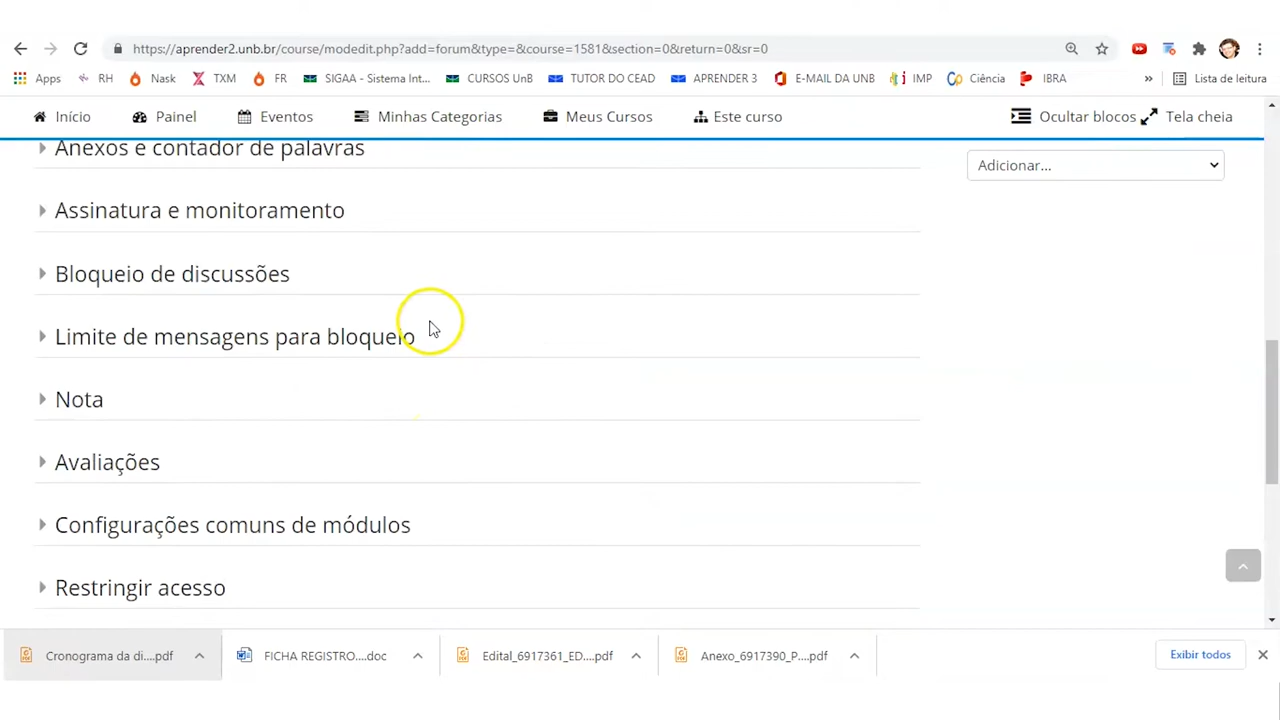 https://aprender2.unb.br/course/modedit.php?add=forum&type=&course=1581&section=0&return=0&sr=0
Apps RH Nask TXM FR SIGAA - Sistema Int... CURSOS UnB TUTOR DO CEAD APRENDER 3 E-MAIL DA UNB IMP Ciência IBRA » Lista de leitura
Início Painel Eventos Minhas Categorias Meus Cursos Este curso Ocultar blocos Tela cheia
Anexos e contador de palavras
Adicionar...
Assinatura e monitoramento
Bloqueio de discussões
Limite de mensagens para bloqueio
Nota
Avaliações
Configurações comuns de módulos
Restringir acesso
Cronograma da di....pdf FICHA REGISTRO....doc Edital_6917361_ED....pdf Anexo_6917390_P....pdf Exibir todos